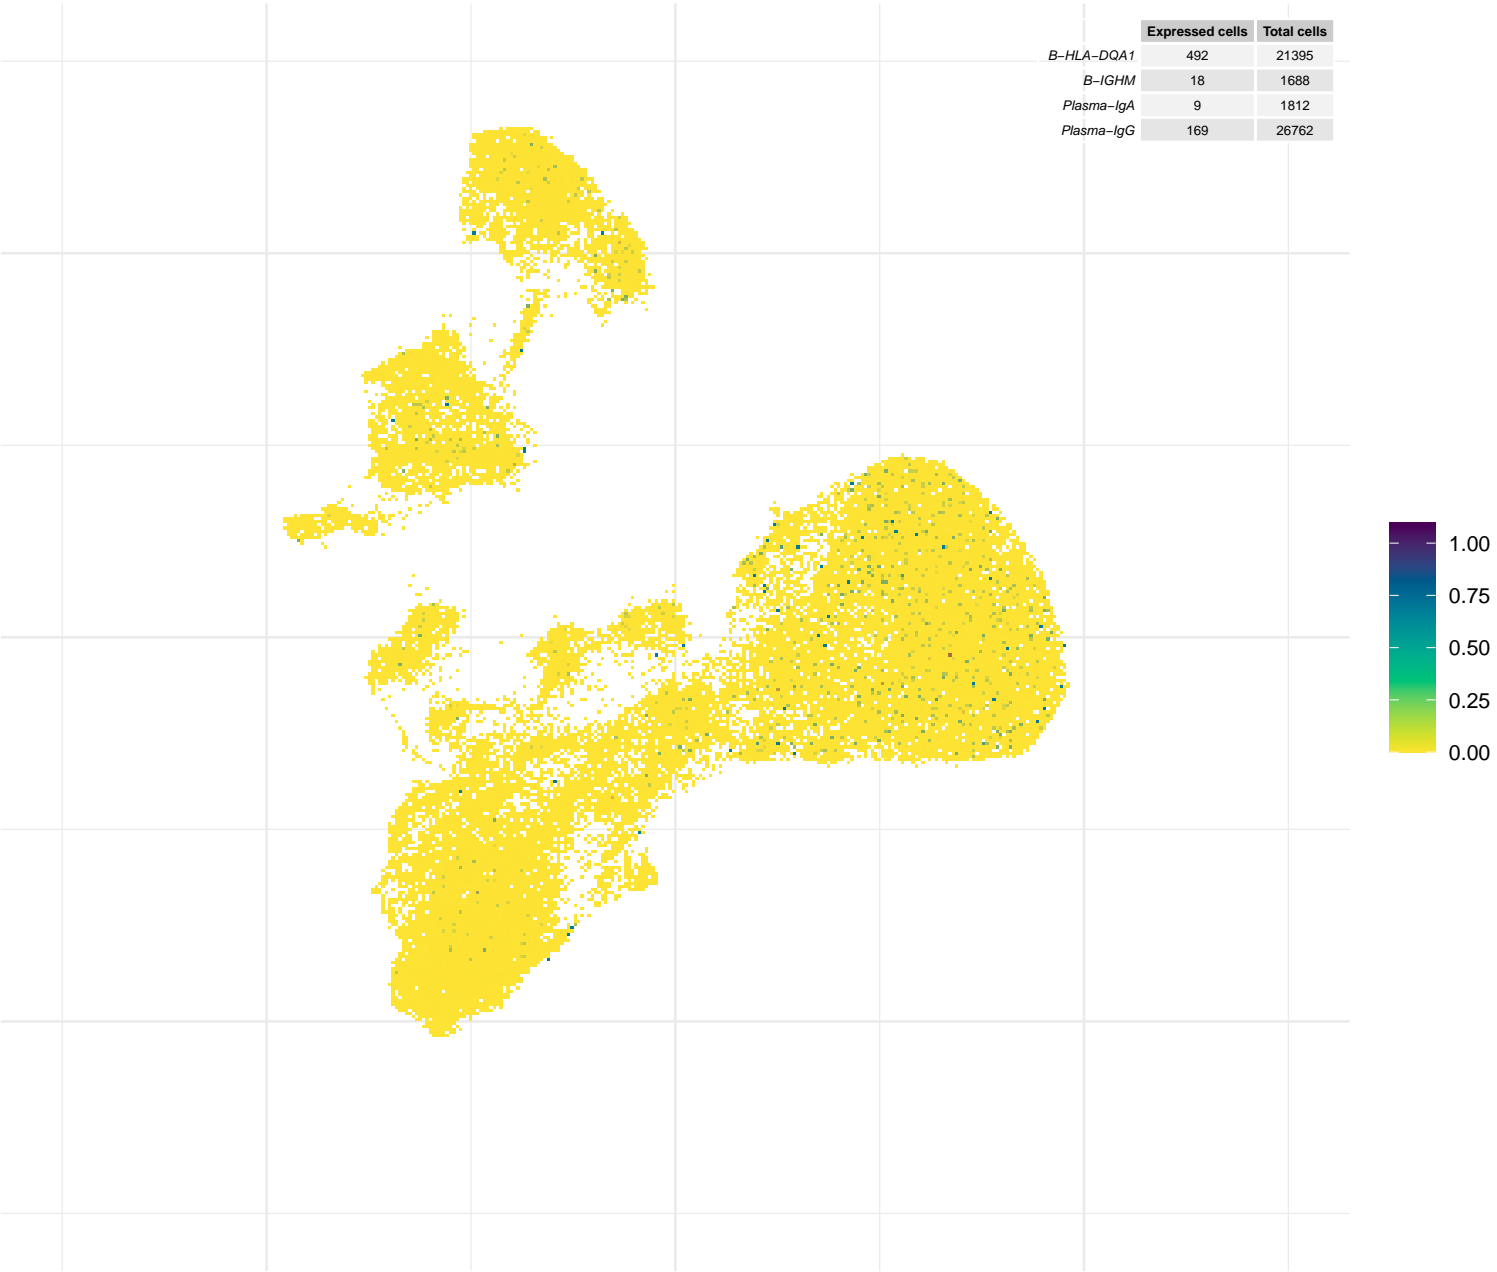 Expressed cells Total cells
B−HLA−DQA1 492 21395
B−IGHM 18 1688
Plasma−IgA 9 1812
Plasma−IgG 169 26762
1.00
0.75
0.50
0.25
0.00